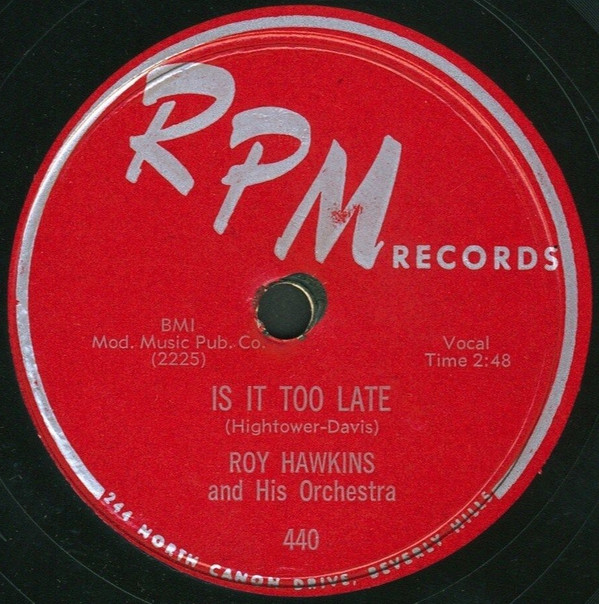 RPM RECORDS
BMI
Mod. Music Pub. Co.
(2225)
Vocal
Time 2:48
IS IT TOO LATE
(Hightower-Davis)
ROY HAWKINS
and His Orchestra
440
244 NORTH CANON DRIVE, BEVERLY HILLS